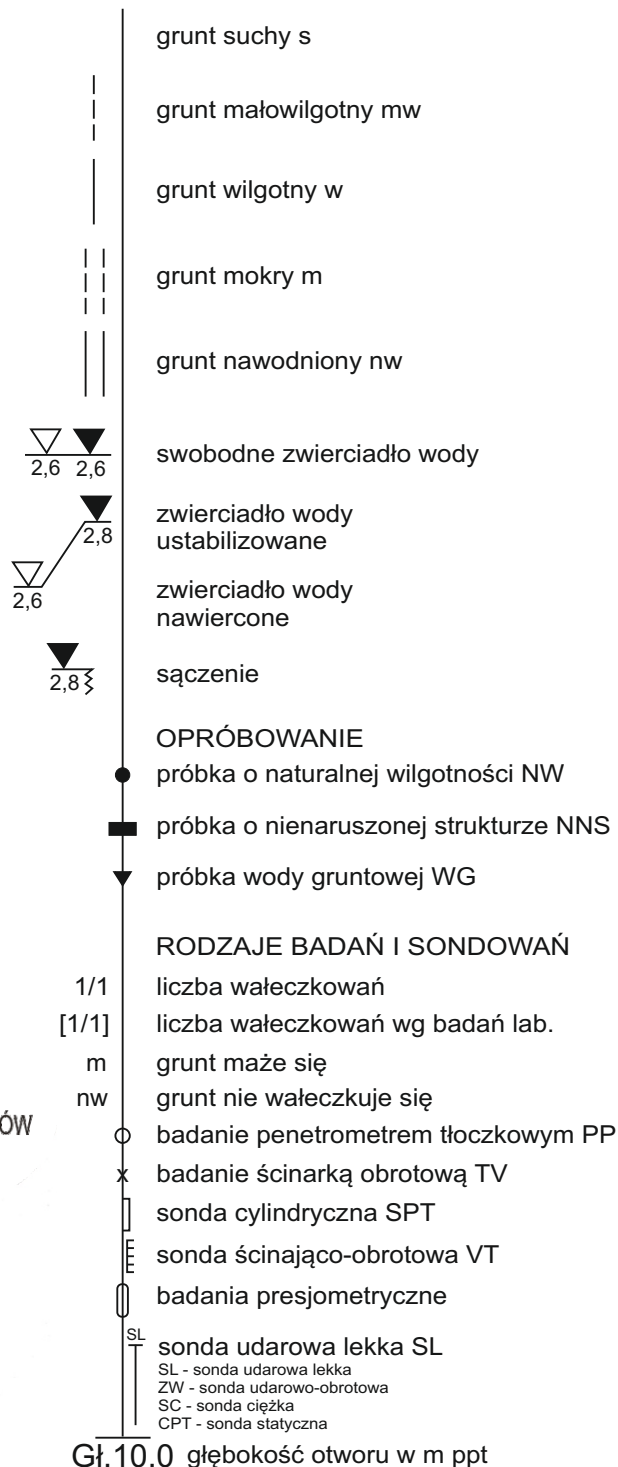 grunt suchy s
grunt małowilgotny mw
grunt wilgotny w
grunt mokry m
grunt nawodniony nw
2,6 2,6 swobodne zwierciadło wody
2,8 zwierciadło wody
ustabilizowane
2,6 zwierciadło wody
nawiercone
2,8 sączenie
OPRÓBOWANIE
próbka o naturalnej wilgotności NW
próbka o nienaruszonej strukturze NNS
próbka wody gruntowej WG
RODZAJE BADAŃ I SONDOWAŃ
1/1 liczba wałeczkowań
[1/1] liczba wałeczkowań wg badań lab.
m grunt maże się
nw grunt nie wałeczkuje się
ÓW
badanie penetrometrem tłoczkowym PP
x badanie ścinarką obrotową TV
sonda cylindryczna SPT
sonda ścinająco-obrotowa VT
badania presjometryczne
SL sonda udarowa lekka SL
SL - sonda udarowa lekka
ZW - sonda udarowo-obrotowa
SC - sonda ciężka
CPT - sonda statyczna
Gł.10.0 głębokość otworu w m ppt